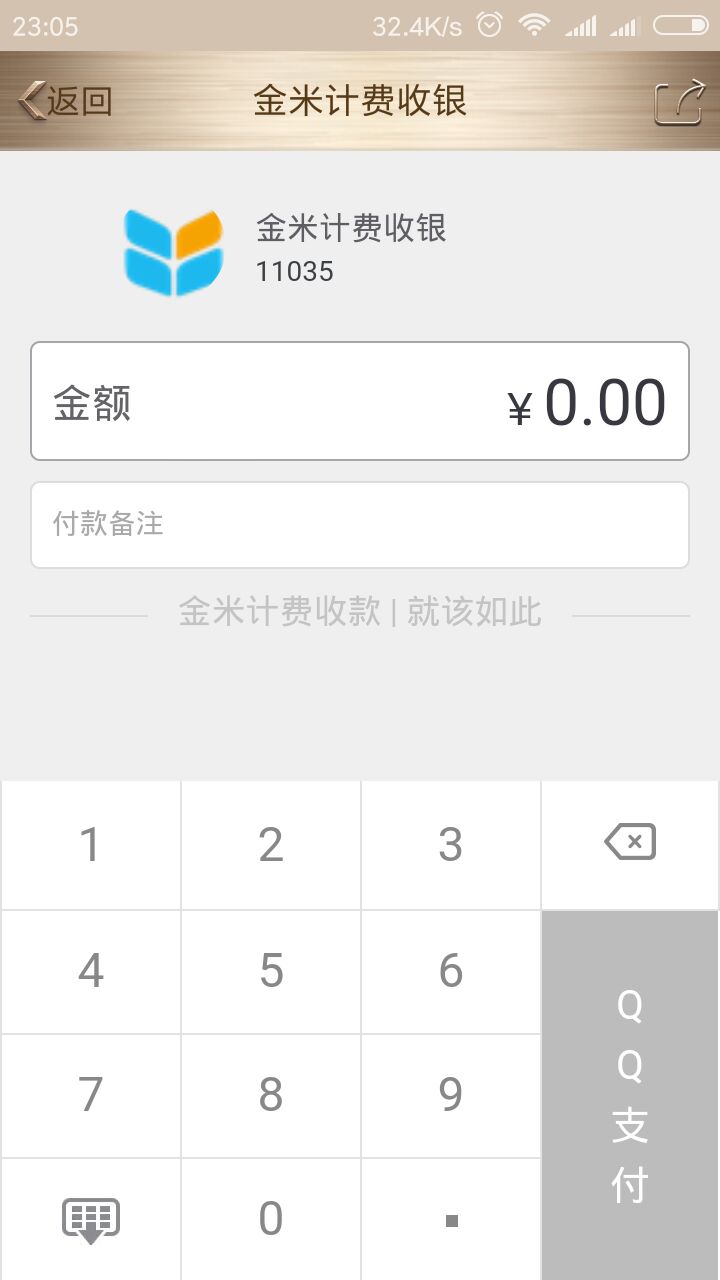 23:05 32.4K/s
返回 金米计费收银
金米计费收银
11035
金额 ¥ 0.00
付款备注
金米计费收款 | 就该如此
1 2 3
4 5 6
7 8 9
0 .
QQ支付